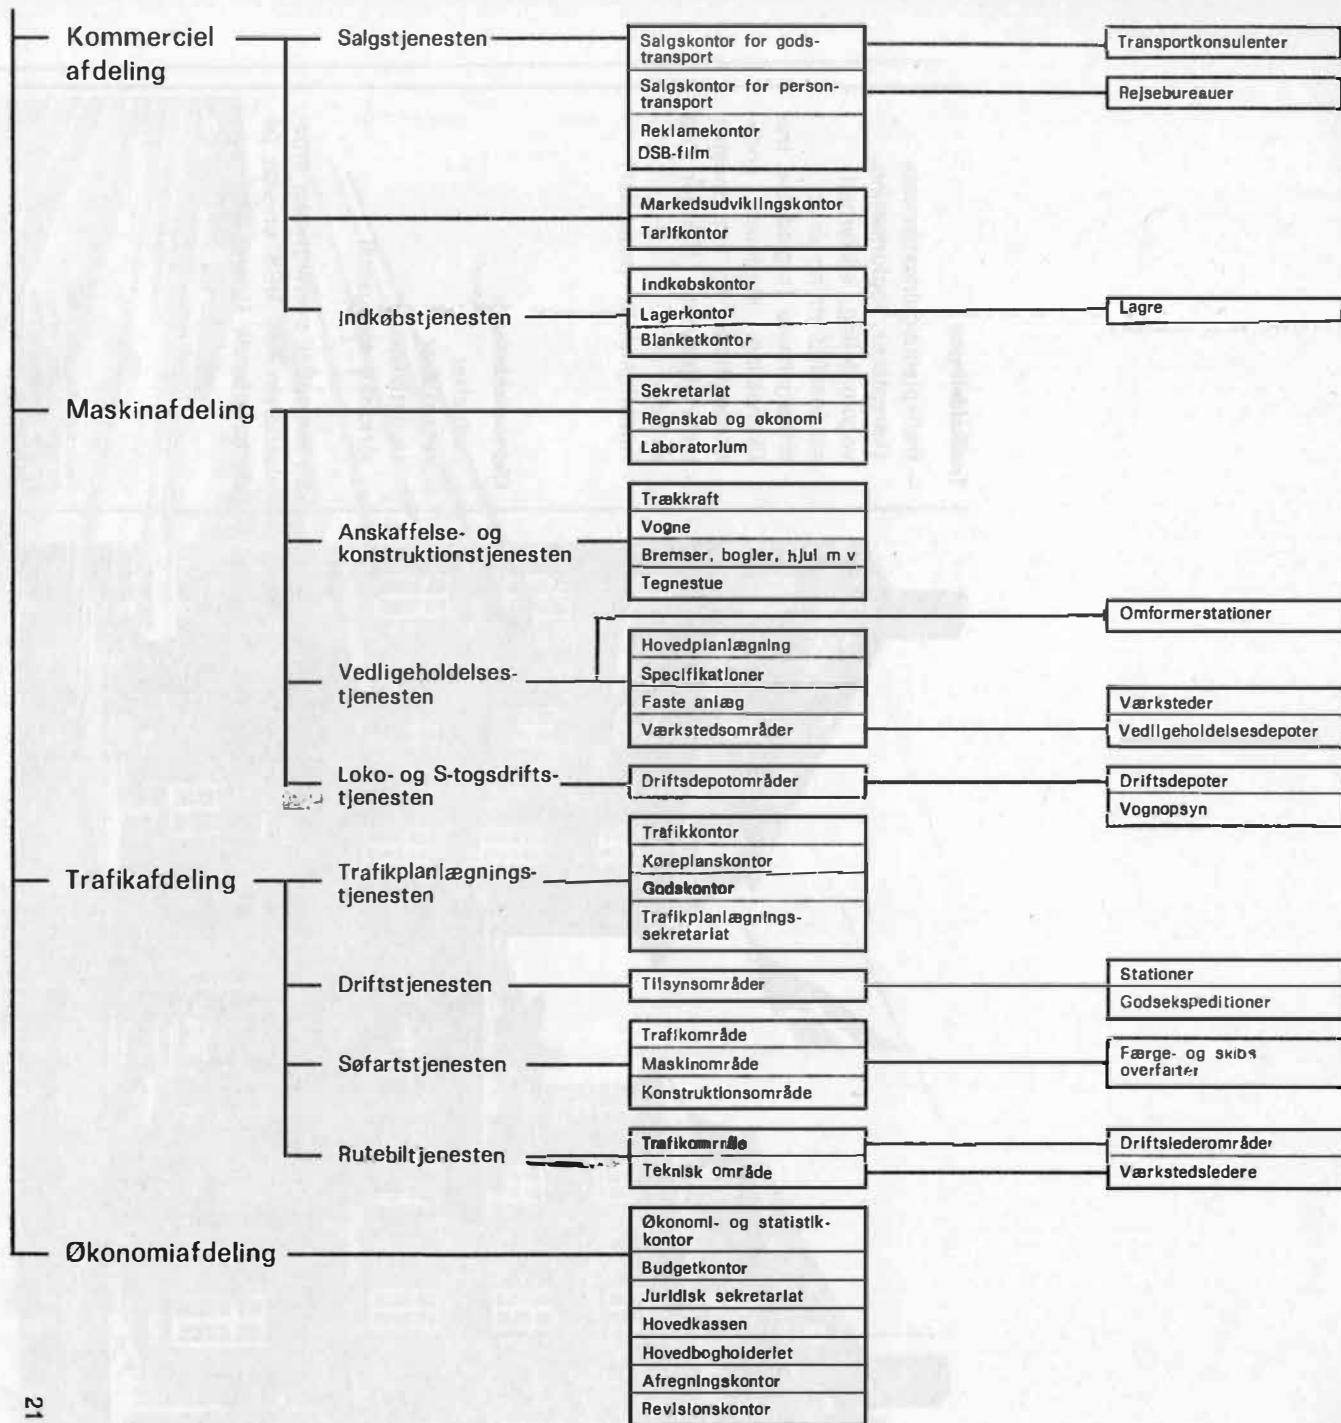 Kommerciel
afdeling
Salgstjenesten
Salgskontor for gods-
transport
Transportkonsulenter
Salgskontor for person-
transport
Rejsebureauer
Reklamekontor
DSB-film
Markedsudviklingskontor
Tarifkontor
Indkøbstjenesten
Indkøbskontor
Lagerkontor
Lagre
Blanketkontor
Maskinafdeling
Sekretariat
Regnskab og økonomi
Laboratorium
Anskaffelse- og
konstruktionstjenesten
Trækkraft
Vogne
Bremser, bogier, hjul m v
Tegnestue
Omformerstationer
Vedligeholdelses-
tjenesten
Hovedplanlægning
Specifikationer
Faste anlæg
Værkstedsområder
Værksteder
Vedligeholdelsesdepoter
Loko- og S-togsdrifts-
tjenesten
Driftsdepotområder
Driftsdepoter
Vognopsyn
Trafikafdeling
Trafikplanlægnings-
tjenesten
Trafikkontor
Køreplanskontor
Godskontor
Trafikplanlægnings-
sekretariat
Driftstjenesten
Tilsynsområder
Stationer
Godsekspeditioner
Søfartstjenesten
Trafikområde
Maskinområde
Konstruktionsområde
Færge- og skibs
overfarter
Rutebiltjenesten
Trafikområde
Driftslederområder
Teknisk område
Værkstedsledere
Økonomiafdeling
Økonomi- og statistik-
kontor
Budgetkontor
Juridisk sekretariat
Hovedkassen
Hovedbogholderiet
Afregningskontor
Revisionskontor
21